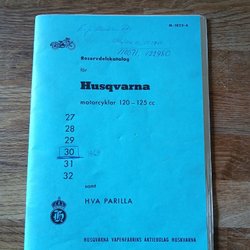 Reservdelskatalog
för
Husqvarna
motorcyklar 120 - 125 cc
27
28
29
30
31
32
samt
HVA PARILLA
HUSQVARNA VAPENFABRIKS AKTIEBOLAG HUSKVARNA